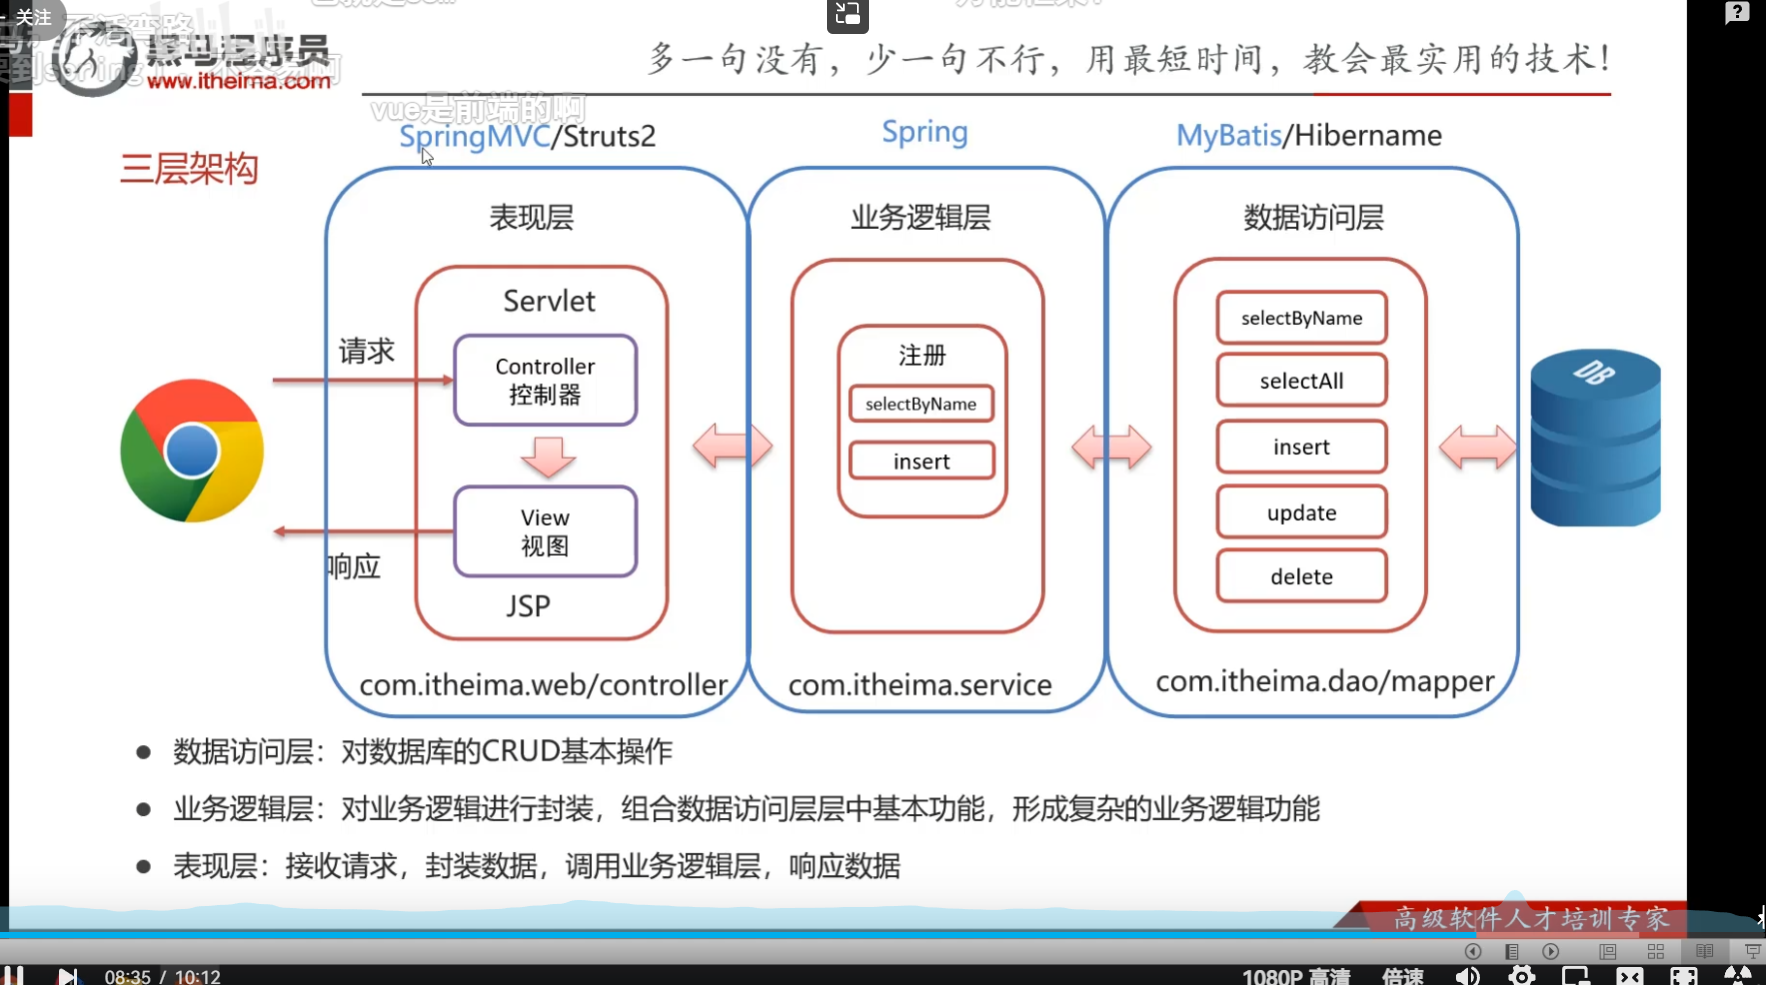 关注
黑马程序员
www.itheima.com
多一句没有，少一句不行，用最短时间，教会最实用的技术！
vue是前端的啊
SpringMVC/Struts2
Spring
MyBatis/Hibername
三层架构
表现层
业务逻辑层
数据访问层
Servlet
Controller
控制器
请求
View
视图
响应
JSP
注册
selectByName
insert
selectByName
selectAll
insert
update
delete
DB
com.itheima.web/controller
com.itheima.service
com.itheima.dao/mapper
● 数据访问层：对数据库的CRUD基本操作
● 业务逻辑层：对业务逻辑进行封装，组合数据访问层层中基本功能，形成复杂的业务逻辑功能
● 表现层：接收请求，封装数据，调用业务逻辑层，响应数据
高级软件人才培训专家
08:35 / 10:12
1080P 高清
倍速